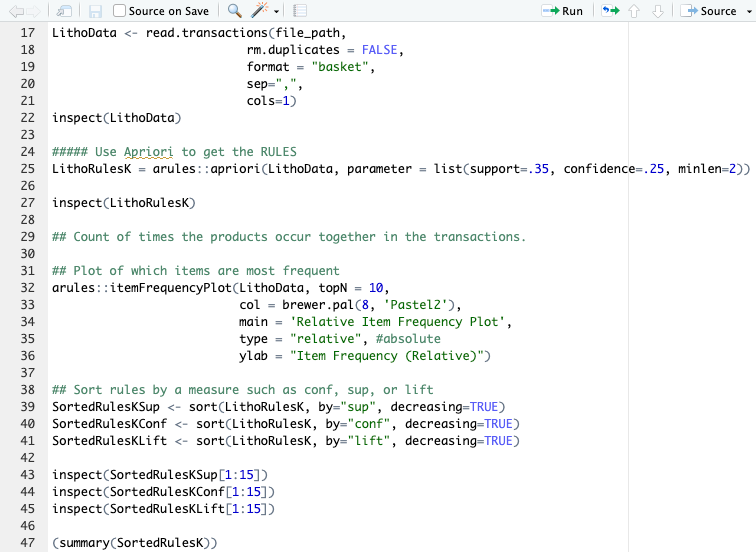 Source on Save Run Source
17 LithoData <- read.transactions(file_path,
18 rm.duplicates = FALSE,
19 format = "basket",
20 sep=",",
21 cols=1)
22 inspect(LithoData)
23
24 ##### Use Apriori to get the RULES
25 LithoRulesK = arules::apriori(LithoData, parameter = list(support=.35, confidence=.25, minlen=2))
26
27 inspect(LithoRulesK)
28
29 ## Count of times the products occur together in the transactions.
30
31 ## Plot of which items are most frequent
32 arules::itemFrequencyPlot(LithoData, topN = 10,
33 col = brewer.pal(8, 'Pastel2'),
34 main = 'Relative Item Frequency Plot',
35 type = "relative", #absolute
36 ylab = "Item Frequency (Relative)")
37
38 ## Sort rules by a measure such as conf, sup, or lift
39 SortedRulesKSup <- sort(LithoRulesK, by="sup", decreasing=TRUE)
40 SortedRulesKConf <- sort(LithoRulesK, by="conf", decreasing=TRUE)
41 SortedRulesKLift <- sort(LithoRulesK, by="lift", decreasing=TRUE)
42
43 inspect(SortedRulesKSup[1:15])
44 inspect(SortedRulesKConf[1:15])
45 inspect(SortedRulesKLift[1:15])
46
47 (summary(SortedRulesK))